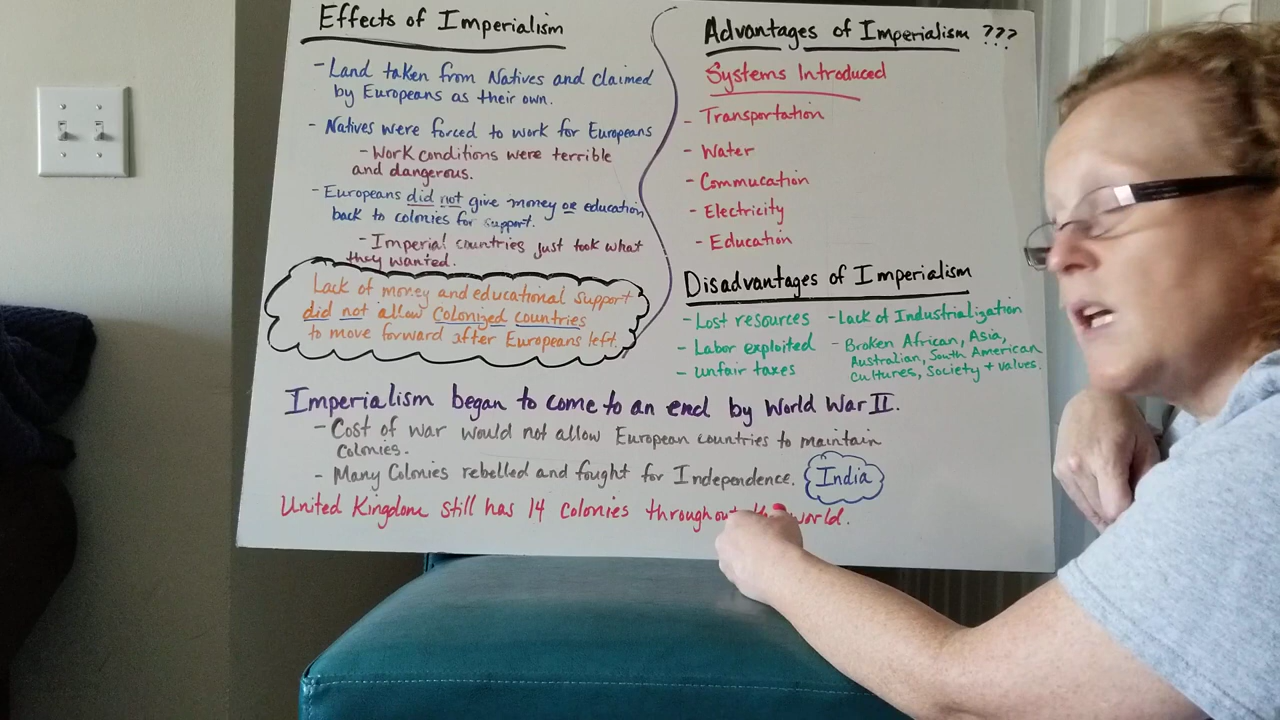 Effects of Imperialism
- Land taken from Natives and claimed
by Europeans as their own.
- Natives were forced to work for Europeans
- Work conditions were terrible
and dangerous.
- Europeans did not give money or education
back to colonies for support.
- Imperial countries just took what
they wanted.
Lack of money and educational support
did not allow Colonized countries
to move forward after Europeans left.
Advantages of Imperialism ???
Systems Introduced
- Transportation
- Water
- Commucation
- Electricity
- Education
Disadvantages of Imperialism
- Lost resources
- Labor exploited
- unfair taxes
- Lack of Industrialization
- Broken African, Asia,
Australian, South American
Cultures, Society + values.
Imperialism began to come to an end by World War II.
- Cost of war would not allow European countries to maintain
Colonies.
- Many Colonies rebelled and fought for Independence. India
United Kingdom still has 14 colonies throughout world.